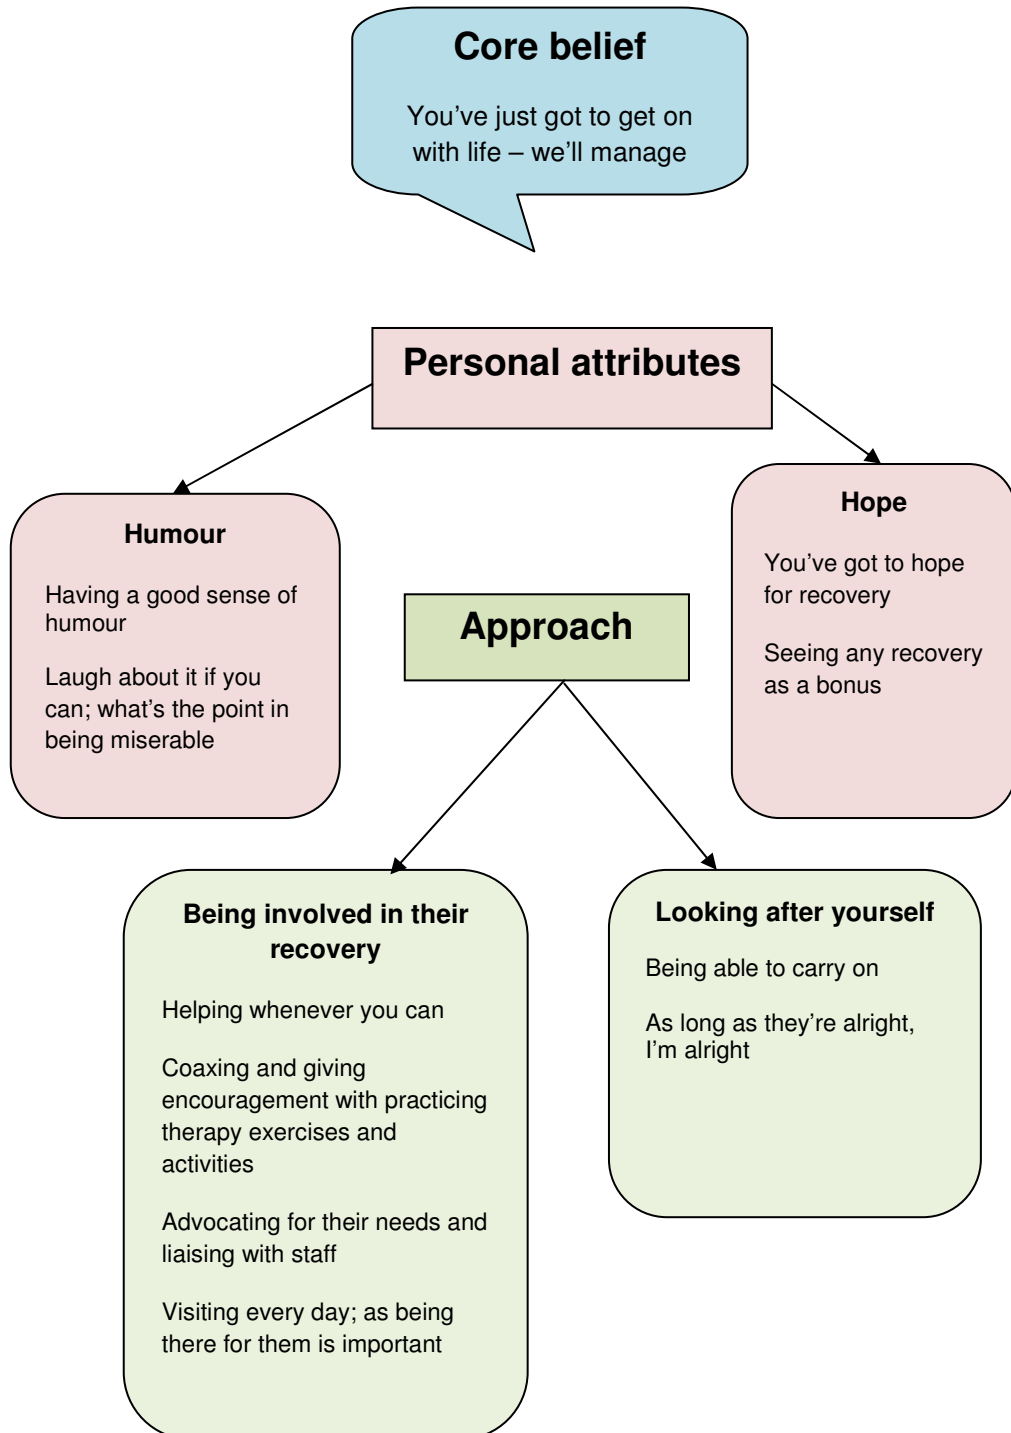 Core belief
You’ve just got to get on
with life – we’ll manage
Personal attributes
Humour
Having a good sense of
humour
Laugh about it if you
can; what’s the point in
being miserable
Hope
You’ve got to hope
for recovery
Seeing any recovery
as a bonus
Approach
Being involved in their
recovery
Helping whenever you can
Coaxing and giving
encouragement with practicing
therapy exercises and
activities
Advocating for their needs and
liaising with staff
Visiting every day; as being
there for them is important
Looking after yourself
Being able to carry on
As long as they’re alright,
I’m alright